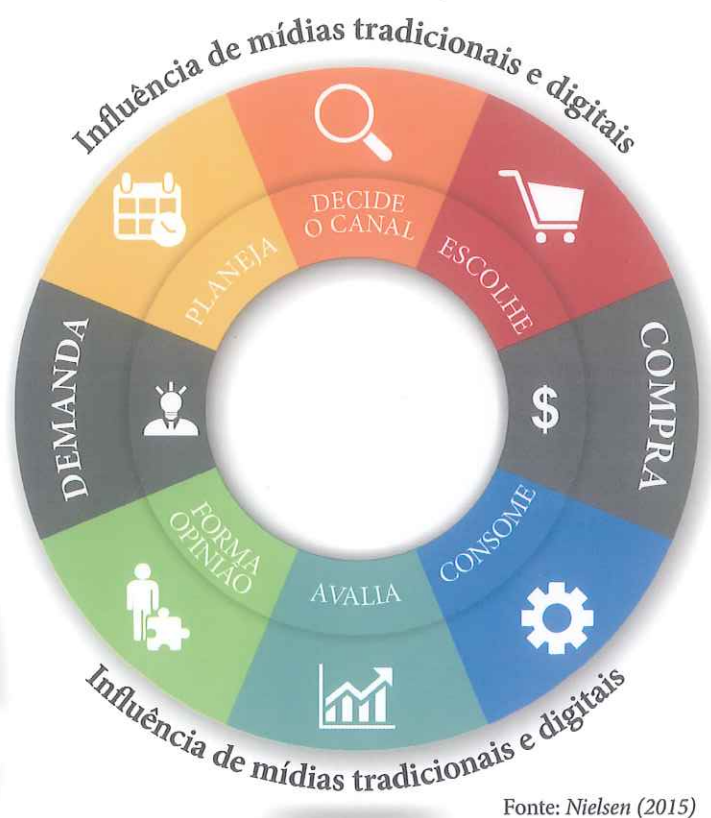 Influência de mídias tradicionais e digitais
DECIDE
O CANAL
PLANEJA
ESCOLHE
DEMANDA
$
COMPRA
FORMA
OPINIÃO
CONSOME
AVALIA
Influência de mídias tradicionais e digitais
Fonte: Nielsen (2015)